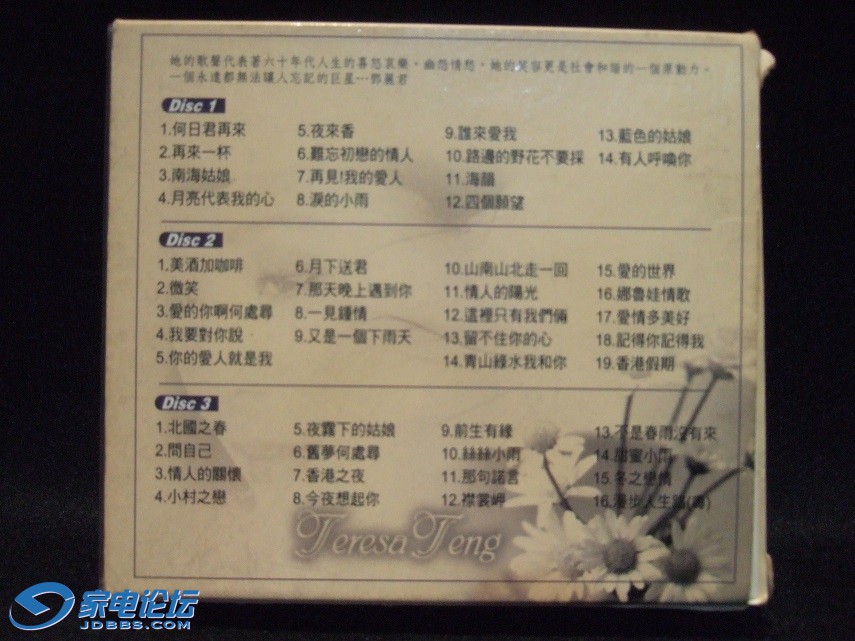 她的歌聲代表著六十年代人生的喜怒哀樂，幽怨情愁，她的笑容更是社會和諧的一個原動力。
一個永遠都無法讓人忘記的巨星…鄧麗君
Disc 1
1.何日君再來
2.再來一杯
3.南海姑娘
4.月亮代表我的心
5.夜來香
6.難忘初戀的情人
7.再見!我的愛人
8.淚的小雨
9.誰來愛我
10.路邊的野花不要採
11.海韻
12.四個願望
13.藍色的姑娘
14.有人呼喚你
Disc 2
1.美酒加咖啡
2.微笑
3.愛的你啊何處尋
4.我要對你說
5.你的愛人就是我
6.月下送君
7.那天晚上遇到你
8.一見鍾情
9.又是一個下雨天
10.山南山北走一回
11.情人的陽光
12.這裡只有我們倆
13.留不住你的心
14.青山綠水我和你
15.愛的世界
16.娜魯娃情歌
17.愛情多美好
18.記得你記得我
19.香港假期
Disc 3
1.北國之春
2.問自己
3.情人的關懷
4.小村之戀
5.夜霧下的姑娘
6.舊夢何處尋
7.香港之夜
8.今夜想起你
9.前生有緣
10.絲絲小雨
11.那句諾言
12.襟裳岬
13.不是春雨沒有來
14.甜蜜小雨
15.冬之戀情
16.漫步人生路(粵)
Teresa Teng
家电论坛
JDBBS.COM